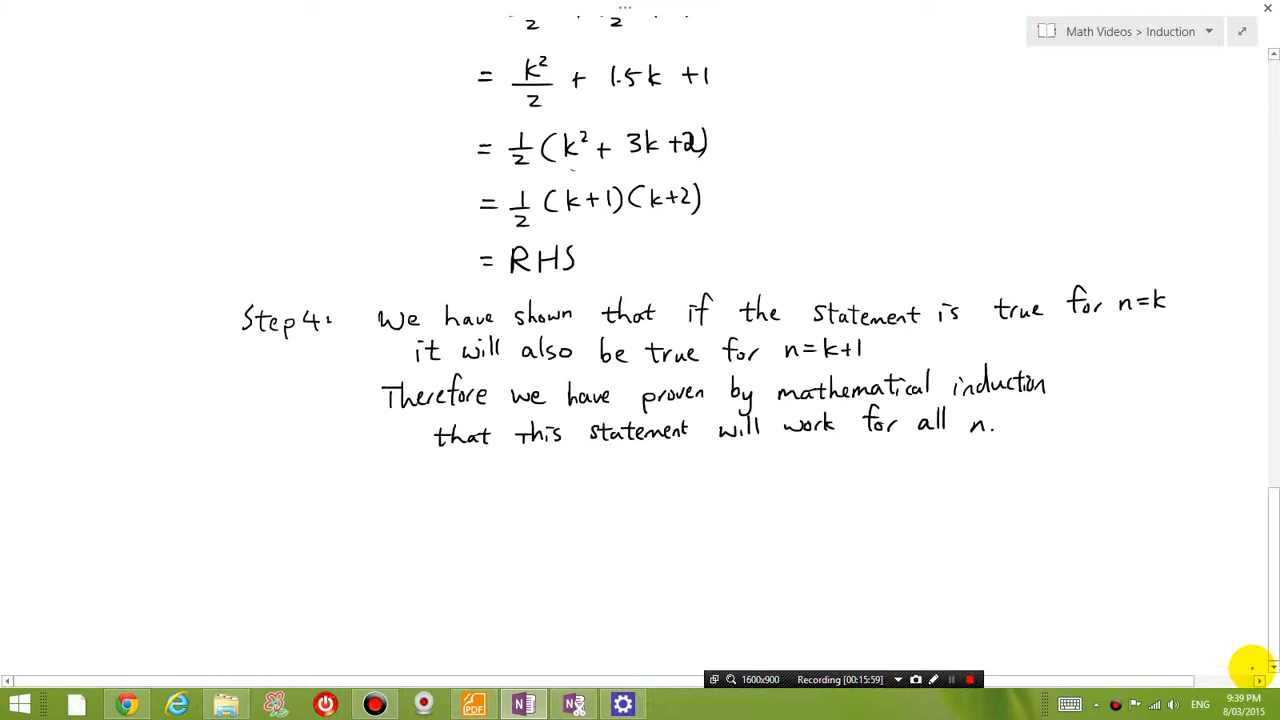 Math Videos > Induction
2 2
= k²/2 + 1.5k + 1
= 1/2 (k² + 3k + 2)
= 1/2 (k+1)(k+2)
= RHS
Step 4: We have shown that if the statement is true for n=k
it will also be true for n=k+1
Therefore we have proven by mathematical induction
that this statement will work for all n.
1600x900 Recording [00:15:59]
PDF
ENG
9:39 PM
8/03/2015